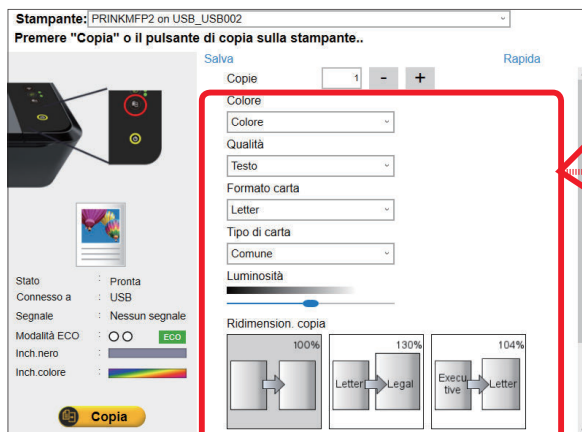 Stampante: PRINKMFP2 on USB_USB002
Premere "Copia" o il pulsante
di copia sulla stampante..
Salva Rapida
Copie 1 - +
Colore
Colore
Qualità
Testo
Formato carta
Letter
Tipo di carta
Comune
Luminosità
Ridimension. copia
100% 130% 104%
Letter Legal Execu
tive Letter
Stato : Pronta
Connesso a : USB
Segnale : Nessun segnale
Modalità ECO : ECO
Inch.nero :
Inch.colore :
Copia